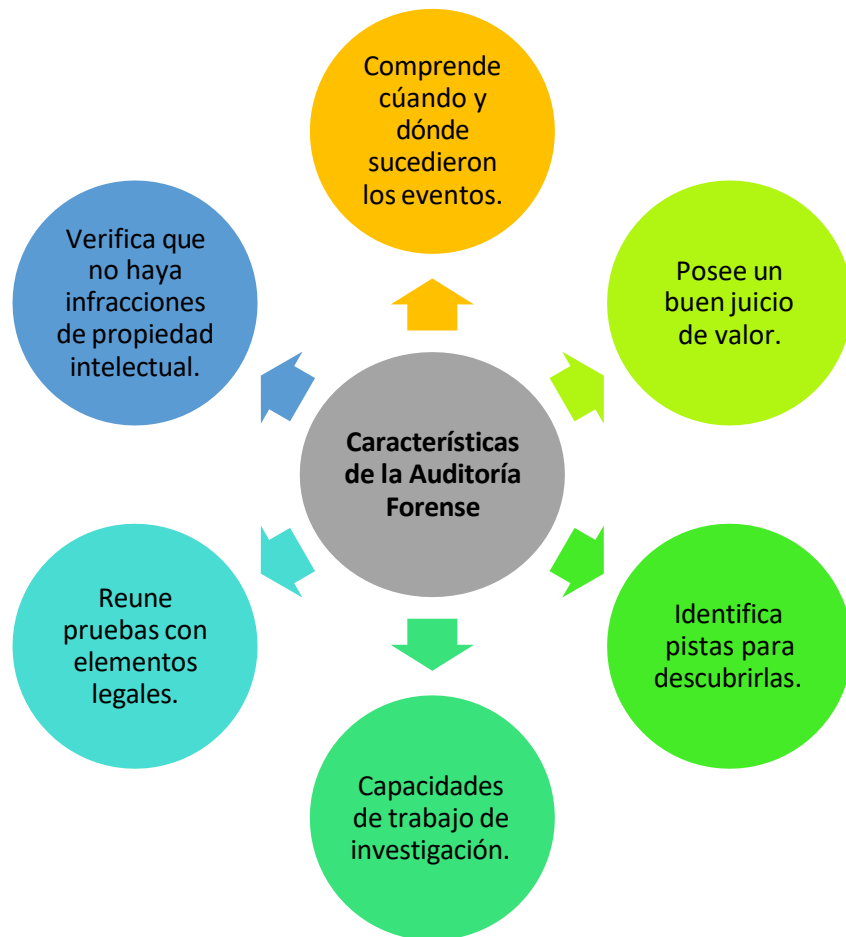 Comprende
cúando y
dónde
sucedieron
los eventos.
Posee un
buen juicio
de valor.
Identifica
pistas para
descubrirlas.
Capacidades
de trabajo de
investigación.
Reune
pruebas con
elementos
legales.
Verifica que
no haya
infracciones
de propiedad
intelectual.
Características
de la Auditoría
Forense